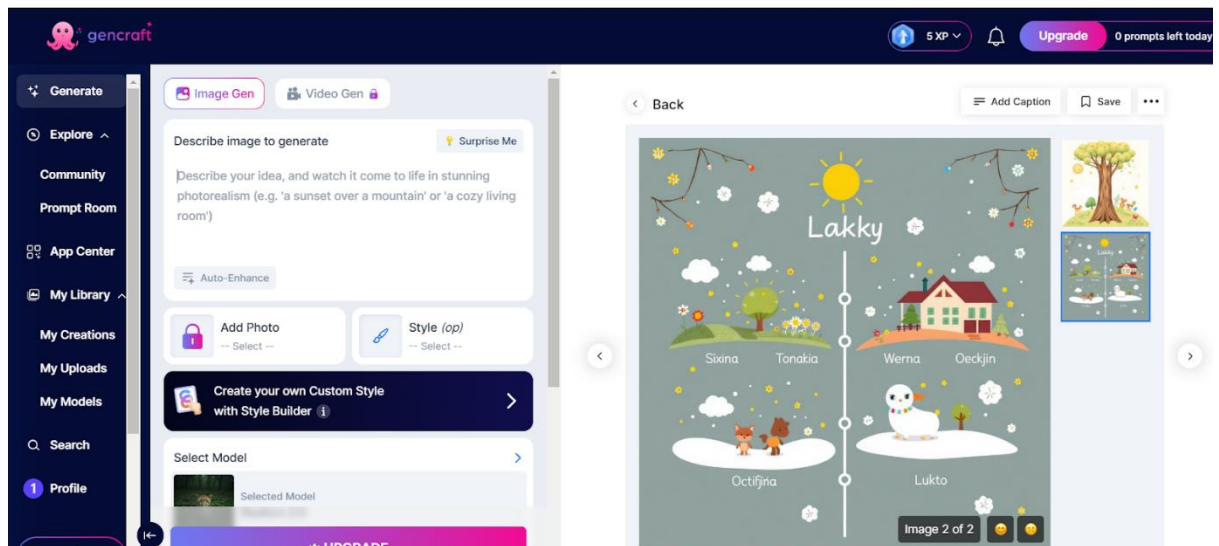 gencraft
5 XP
Upgrade
0 prompts left today
Generate
Explore
Community
Prompt Room
App Center
My Library
My Creations
My Uploads
My Models
Search
1 Profile
Image Gen
Video Gen
Describe image to generate
Surprise Me
Describe your idea, and watch it come to life in stunning
photorealism (e.g. 'a sunset over a mountain' or 'a cozy living
room')
Auto-Enhance
Add Photo
-- Select --
Style (op)
-- Select --
Create your own Custom Style
with Style Builder
Select Model
Selected Model
UPGRADE
Back
Add Caption
Save
Lakky
Sixina Tonakia
Werna Oeckjin
Octifjina
Lukto
Image 2 of 2